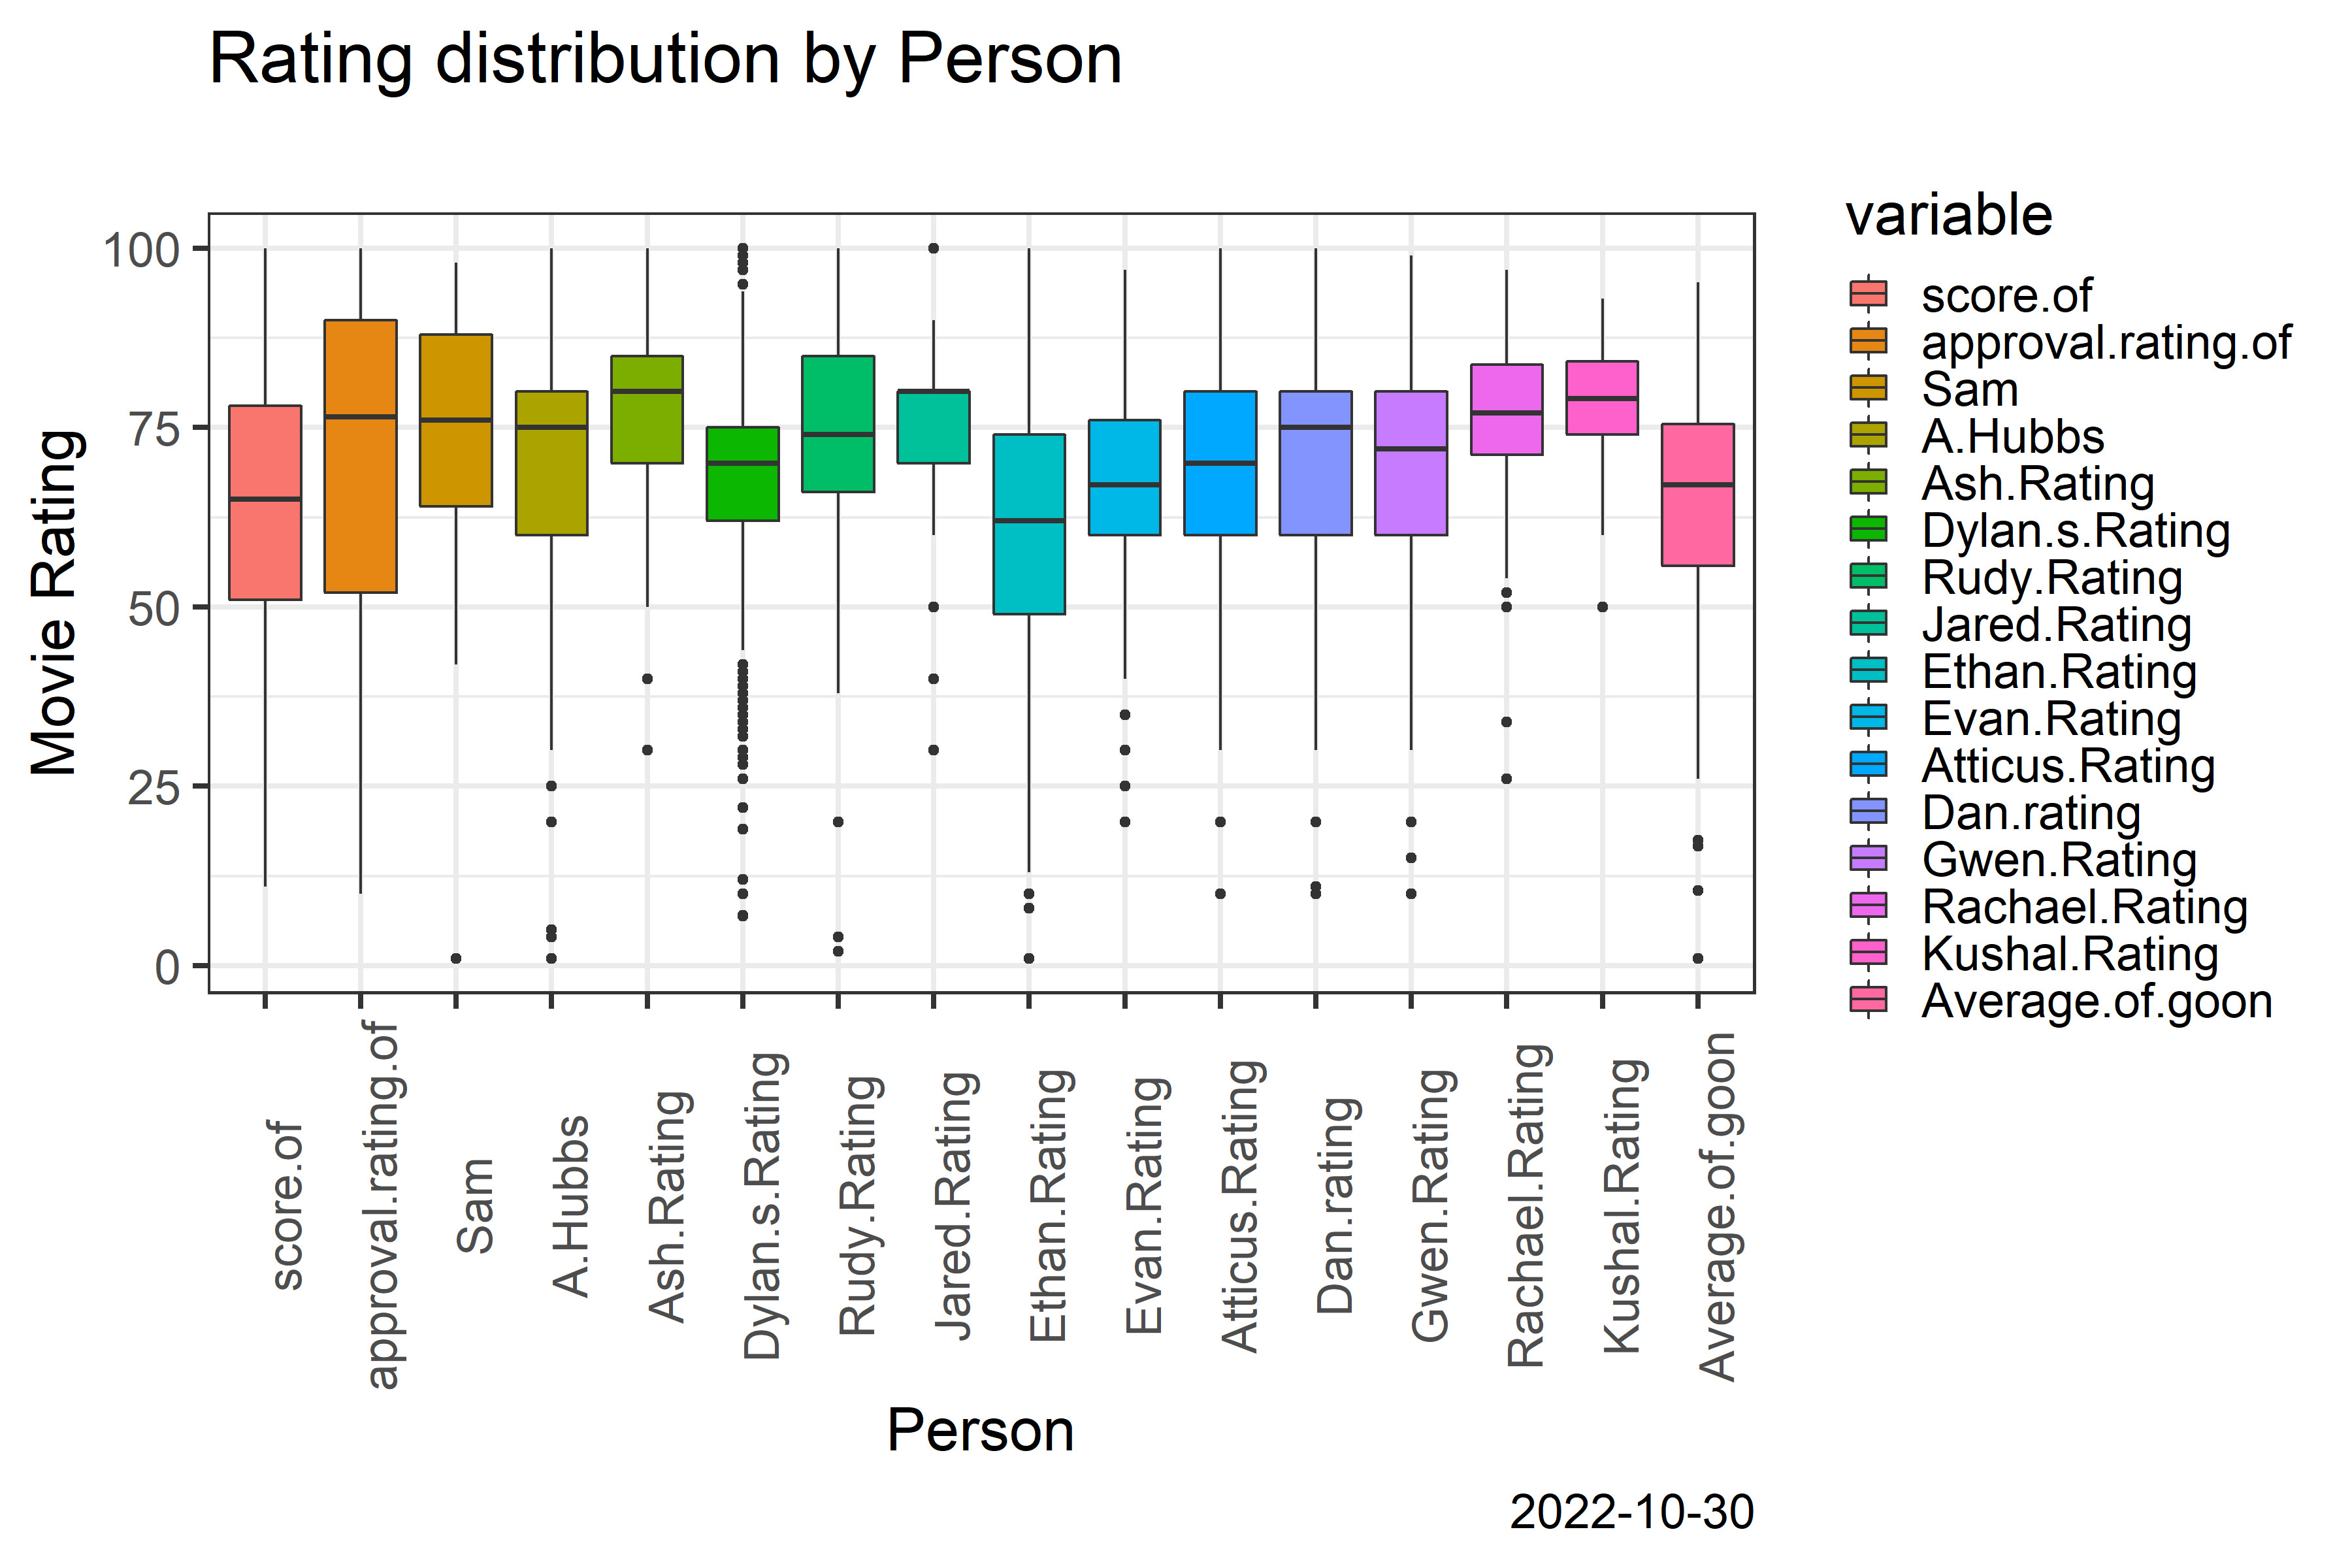 Rating distribution by Person
Movie Rating
100
75
50
25
0
score.of
approval.rating.of
Sam
A.Hubbs
Ash.Rating
Dylan.s.Rating
Rudy.Rating
Jared.Rating
Ethan.Rating
Evan.Rating
Atticus.Rating
Dan.rating
Gwen.Rating
Rachael.Rating
Kushal.Rating
Average.of.goon
Person
variable
score.of
approval.rating.of
Sam
A.Hubbs
Ash.Rating
Dylan.s.Rating
Rudy.Rating
Jared.Rating
Ethan.Rating
Evan.Rating
Atticus.Rating
Dan.rating
Gwen.Rating
Rachael.Rating
Kushal.Rating
Average.of.goon
2022-10-30